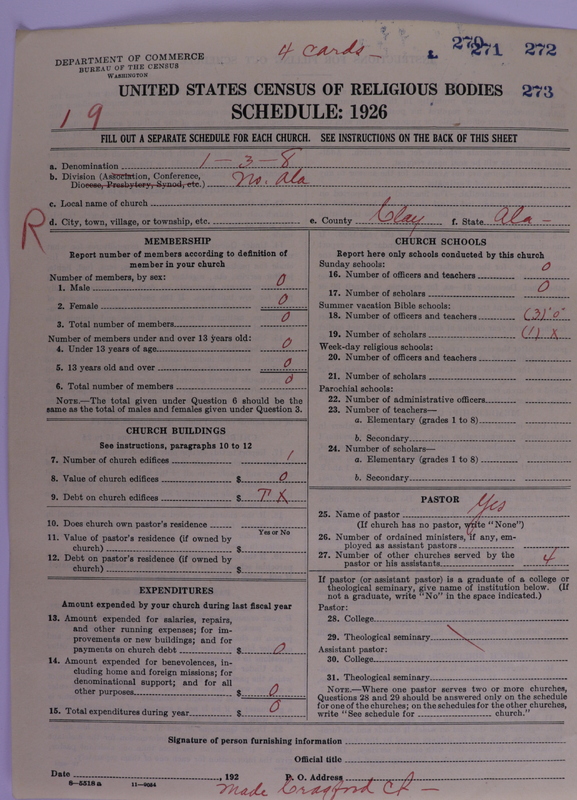 4 cards
270 271 272
DEPARTMENT OF COMMERCE
BUREAU OF THE CENSUS
WASHINGTON
UNITED STATES CENSUS OF RELIGIOUS BODIES
273
SCHEDULE: 1926
19
FILL OUT A SEPARATE SCHEDULE FOR EACH CHURCH. SEE INSTRUCTIONS ON THE BACK OF THIS SHEET
a. Denomination 1-3-8
b. Division (Association, Conference,
Diocese, Presbytery, Synod, etc.) No. Ala
c. Local name of church
R
d. City, town, village, or township, etc. e. County Clay f. State Ala-
MEMBERSHIP
Report number of members according to definition of
member in your church
Number of members, by sex:
1. Male 0
2. Female 0
3. Total number of members 0
Number of members under and over 13 years old:
4. Under 13 years of age 0
5. 13 years old and over 0
6. Total number of members 0
NOTE.—The total given under Question 6 should be
same as the total of males and females given under Question 3.
CHURCH BUILDINGS
See instructions, paragraphs 10 to 12
7. Number of church edifices 1
8. Value of church edifices $ 0
9. Debt on church edifices $ X
10. Does church own pastor's residence
Yes or No
11. Value of pastor's residence (if owned by
church) $
12. Debt on pastor's residence (if owned by
church) $
EXPENDITURES
Amount expended by your church during last fiscal year
13. Amount expended for salaries, repairs,
and other running expenses; for im-
provements or new buildings; and for
payments on church debt $ 0
14. Amount expended for benevolences, in-
cluding home and foreign missions; for
denominational support; and for all
other purposes $ 0
15. Total expenditures during year $ 0
CHURCH SCHOOLS
Report here only schools conducted by this church
Sunday schools:
16. Number of officers and teachers 0
17. Number of scholars 0
Summer vacation Bible schools:
18. Number of officers and teachers (3) 0
19. Number of scholars (1) X
Week-day religious schools:
20. Number of officers and teachers
21. Number of scholars
Parochial schools:
22. Number of administrative officers
23. Number of teachers—
a. Elementary (grades 1 to 8)
b. Secondary
24. Number of scholars—
a. Elementary (grades 1 to 8)
b. Secondary
PASTOR
25. Name of pastor Yes
(If church has no pastor, write "None")
26. Number of ordained ministers, if any, em-
ployed as assistant pastors
27. Number of other churches served by the
pastor or his assistants 4
If pastor (or assistant pastor) is a graduate of a college or
theological seminary, give name of institution below. (If
not a graduate, write "No" in the space indicated.)
Pastor:
28. College
29. Theological seminary
Assistant pastor:
30. College
31. Theological seminary
NOTE.—Where one pastor serves two or more churches,
Questions 28 and 29 should be answered only on the schedule
for one of the churches; on the schedules for the other churches,
write "See schedule for church."
Signature of person furnishing information
Official title
Date , 192 P. O. Address
8-5518 a 11-9034
Made Cragford Ch-